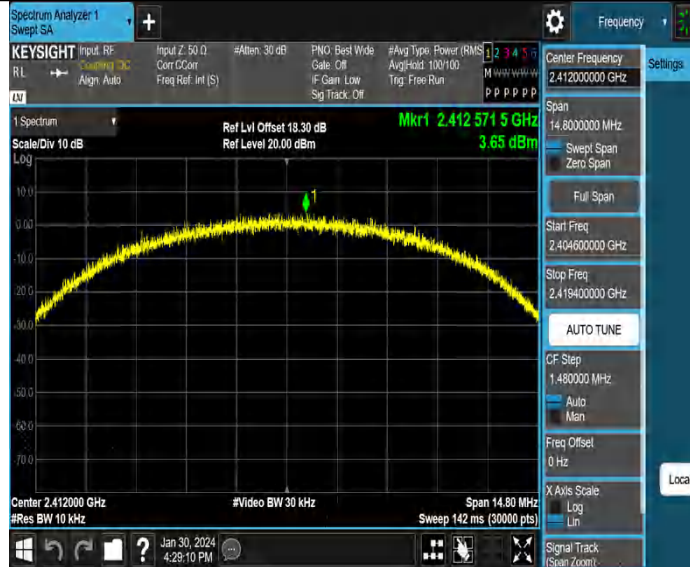 Spectrum Analyzer 1
Swept SA
+
Frequency
KEYSIGHT
RL
Input: RF
Coupling: DC
Align: Auto
Input Z: 50 Ω
Corr CCorr
Freq Ref: Int (S)
#Atten: 30 dB
PNO: Best Wide
Gate: Off
IF Gain: Low
Sig Track: Off
#Avg Type: Power (RMS
Avg|Hold: 100/100
Trig: Free Run
1 2 3 4 5 6
M W W W W W
P P P P P P
1 Spectrum
Scale/Div 10 dB
Log
Ref Lvl Offset 18.30 dB
Ref Level 20.00 dBm
Mkr1 2.412 571 5 GHz
3.65 dBm
1
10.0
0.00
-10.0
-20.0
-30.0
-40.0
-50.0
-60.0
-70.0
Center 2.412000 GHz
#Res BW 10 kHz
#Video BW 30 kHz
Span 14.80 MHz
Sweep 142 ms (30000 pts)
?
Jan 30, 2024
4:29:10 PM
Center Frequency
2.412000000 GHz
Span
14.8000000 MHz
Swept Span
Zero Span
Full Span
Start Freq
2.404600000 GHz
Stop Freq
2.419400000 GHz
AUTO TUNE
CF Step
1.480000 MHz
Auto
Man
Freq Offset
0 Hz
X Axis Scale
Log
Lin
Signal Track
(Span Zoom)
Settings
Loca